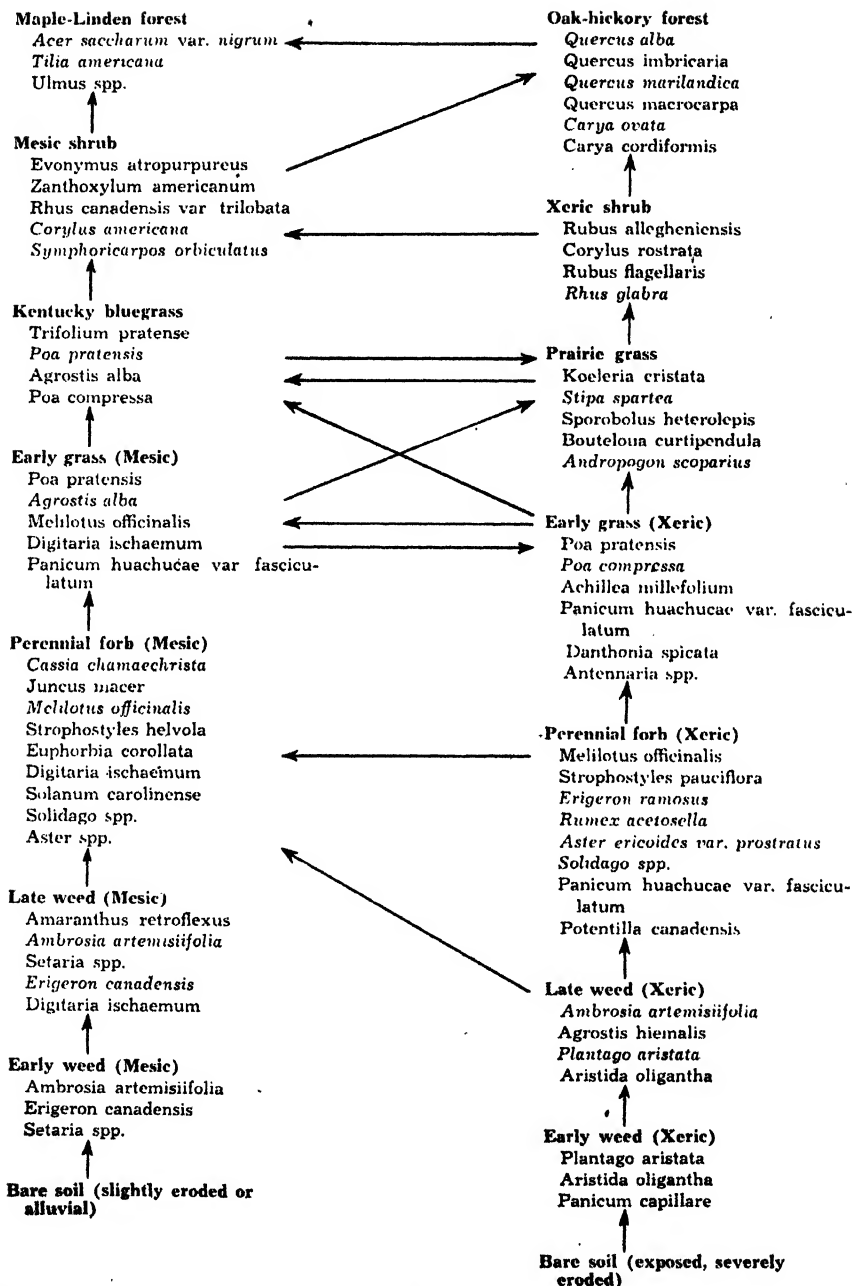 Maple-Linden forest
Acer saccharum var. nigrum
Tilia americana
Ulmus spp.
Mesic shrub
Evonymus atropurpureus
Zanthoxylum americanum
Rhus canadensis var trilobata
Corylus americana
Symphoricarpos orbiculatus
Kentucky bluegrass
Trifolium pratense
Poa pratensis
Agrostis alba
Poa compressa
Early grass (Mesic)
Poa pratensis
Agrostis alba
Melilotus officinalis
Digitaria ischaemum
Panicum huachucae var fascicu-
latum
Perennial forb (Mesic)
Cassia chamaechrista
Juncus macer
Melilotus officinalis
Strophostyles helvola
Euphorbia corollata
Digitaria ischaemum
Solanum carolinense
Solidago spp.
Aster spp.
Late weed (Mesic)
Amaranthus retroflexus
Ambrosia artemisiifolia
Setaria spp.
Erigeron canadensis
Digitaria ischaemum
Early weed (Mesic)
Ambrosia artemisiifolia
Erigeron canadensis
Setaria spp.
Bare soil (slightly eroded or
alluvial)
Oak-hickory forest
Quercus alba
Quercus imbricaria
Quercus marilandica
Quercus macrocarpa
Carya ovata
Carya cordiformis
Xeric shrub
Rubus allegheniensis
Corylus rostrata
Rubus flagellaris
Rhus glabra
Prairie grass
Koeleria cristata
Stipa spartea
Sporobolus heterolepis
Bouteloua curtipendula
Andropogon scoparius
Early grass (Xeric)
Poa pratensis
Poa compressa
Achillea millefolium
Panicum huachucae var. fascicu-
latum
Danthonia spicata
Antennaria spp.
Perennial forb (Xeric)
Melilotus officinalis
Strophostyles pauciflora
Erigeron ramosus
Rumex acetosella
Aster ericoides var. prostratus
Solidago spp.
Panicum huachucae var. fascicu-
latum
Potentilla canadensis
Late weed (Xeric)
Ambrosia artemisiifolia
Agrostis hiemalis
Plantago aristata
Aristida oligantha
Early weed (Xeric)
Plantago aristata
Aristida oligantha
Panicum capillare
Bare soil (exposed, severely
eroded)